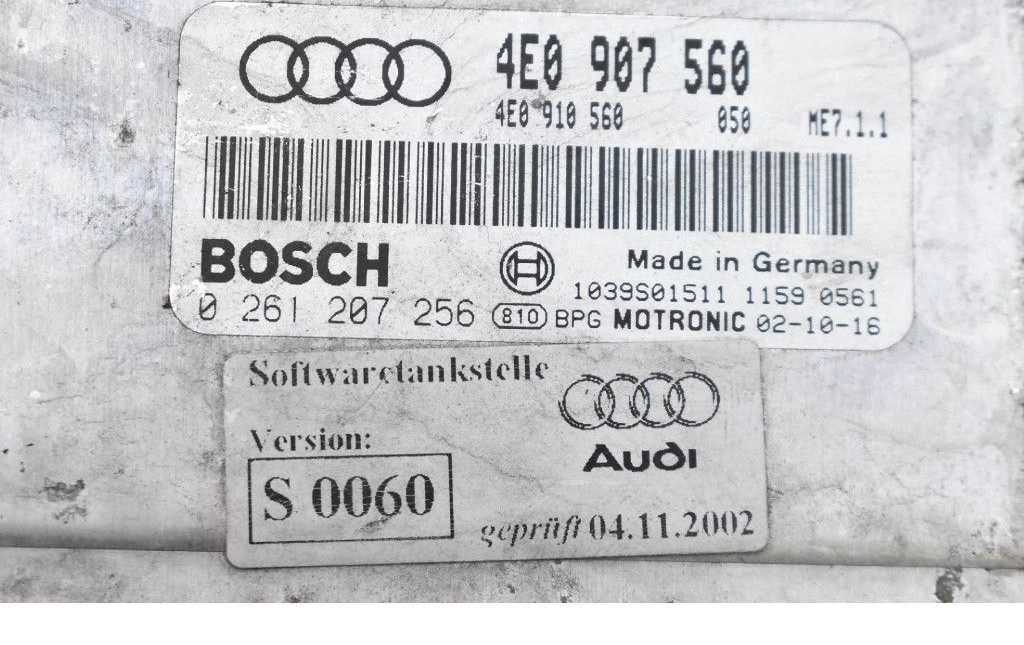 4E0 907 560
4E0 910 560 050 ME7.1.1
BOSCH
Made in Germany
1039S01511 1159 0561
0 261 207 256 810 BPG MOTRONIC 02-10-16
Softwaretankstelle
Version:
Audi
S 0060
geprüft 04.11.2002